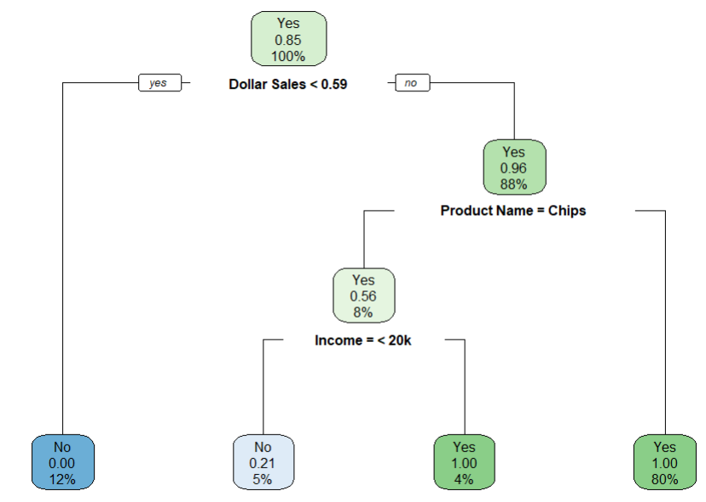 Yes
0.85
100%
yes
Dollar Sales < 0.59
no
Yes
0.96
88%
Product Name = Chips
Yes
0.56
8%
Income = < 20k
No
0.00
12%
No
0.21
5%
Yes
1.00
4%
Yes
1.00
80%